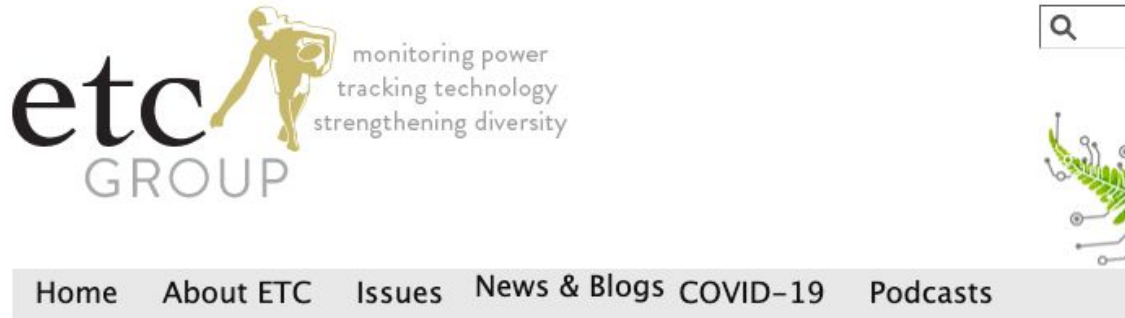 etc
GROUP
monitoring power
tracking technology
strengthening diversity
Home About ETC Issues News & Blogs COVID-19 Podcasts